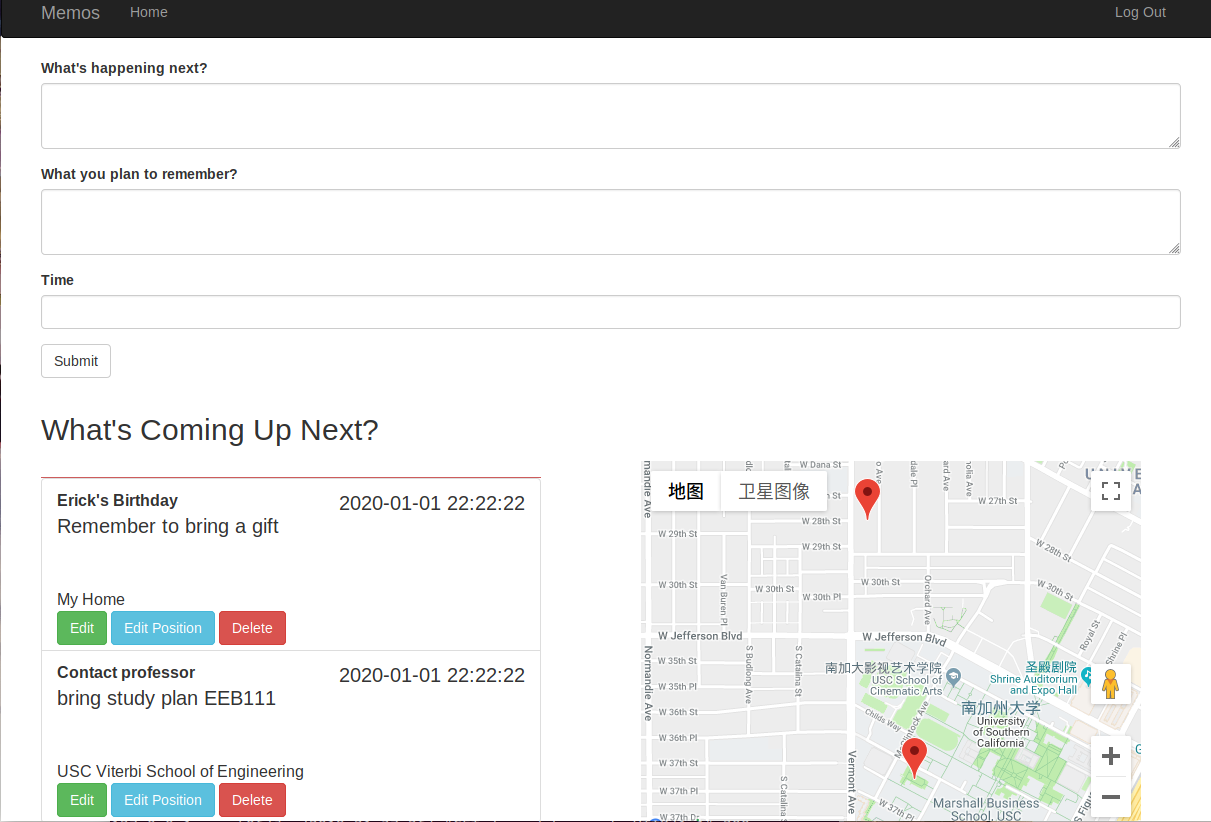 Memos Home Log Out
What's happening next?
What you plan to remember?
Time
Submit
What's Coming Up Next?
Erick's Birthday 2020-01-01 22:22:22
Remember to bring a gift
My Home
Edit Edit Position Delete
Contact professor 2020-01-01 22:22:22
bring study plan EEB111
USC Viterbi School of Engineering
Edit Edit Position Delete
地图 卫星图像
W Dana St
W 27th St
W 28th St
W 28th St
W 29th St
W 29th St
W 30th St
W 30th St
W 30th St
W 30th St
W 30th Pl
Van Buren Pl
Orchard Ave
Royal St
Shrine Pl
W Jefferson Blvd
W Jefferson Blvd
Normandie Ave
S Budlong Ave
S Catalina St
W 35th St
W 35th Pl
W 36th St
W 36th Pl
W 37th St
W 37th Pl
W 37th Pl
S Catalina
Vermont Ave
南加大影视艺术学院
USC School of
Cinematic Arts
圣殿剧院
Shrine Auditorium
and Expo Hall
南加州大学
University
of Southern
California
Childs Way
McClintock Ave
Marshall Business
School, USC